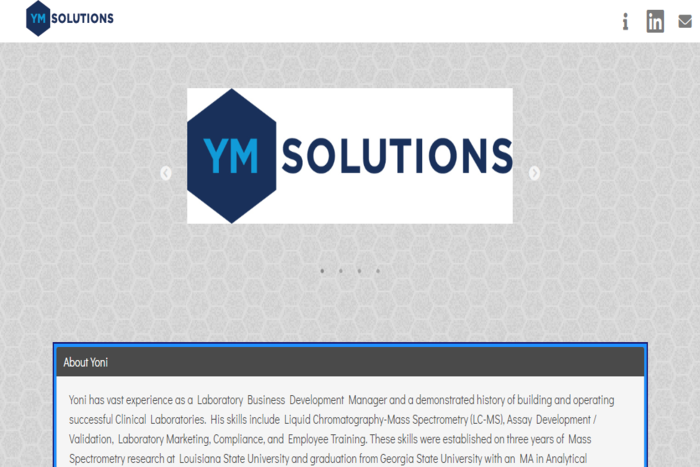 YM SOLUTIONS
YM SOLUTIONS
About Yoni
Yoni has vast experience as a Laboratory Business Development Manager and a demonstrated history of building and operating
successful Clinical Laboratories. His skills include Liquid Chromatography-Mass Spectrometry (LC-MS), Assay Development /
Validation, Laboratory Marketing, Compliance, and Employee Training. These skills were established on three years of Mass
Spectrometry research at Louisiana State University and graduation from Georgia State University with an MA in Analytical